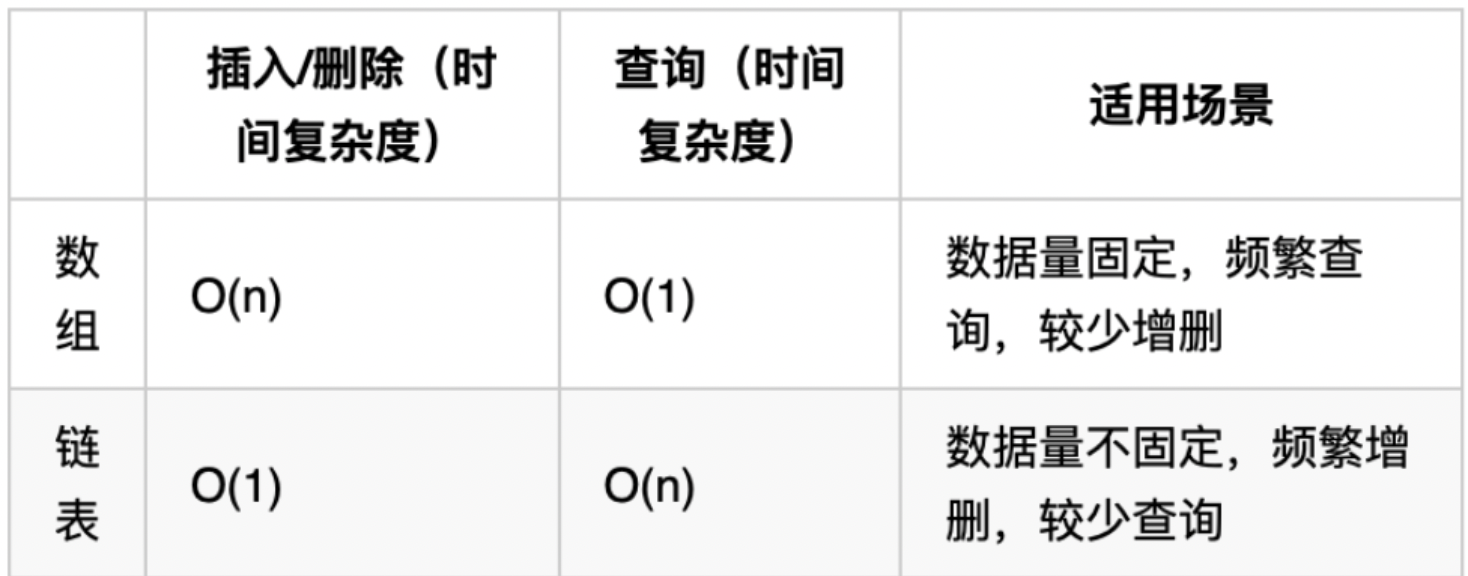 插入/删除（时
间复杂度）
查询（时间
复杂度）
适用场景
数
组
O(n)
O(1)
数据量固定，频繁查
询，较少增删
链
表
O(1)
O(n)
数据量不固定，频繁增
删，较少查询